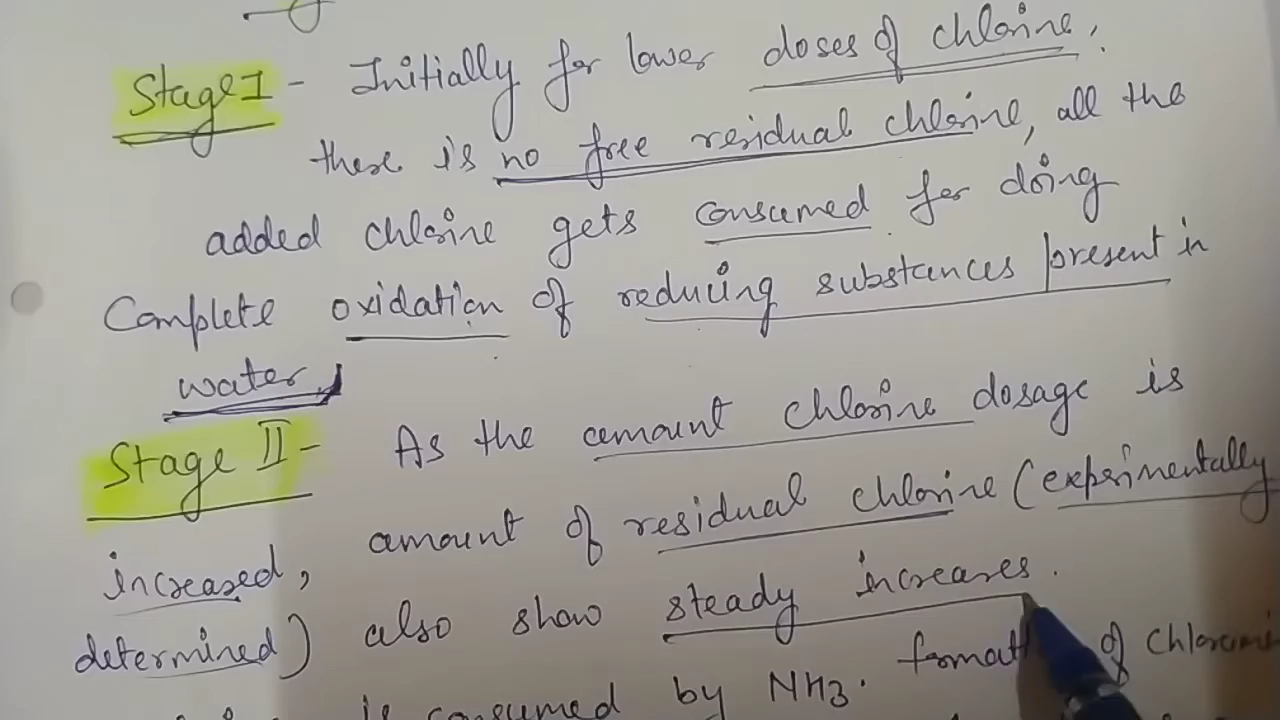 Stage I - Initially for lower doses of chlorine,
there is no free residual chlorine, all the
added chlorine gets consumed for doing
Complete oxidation of reducing substances present in
water.
Stage II - As the amount chlorine dosage is
increased, amount of residual chlorine (experimentally
determined) also show steady increases.
is consumed by NH3. of